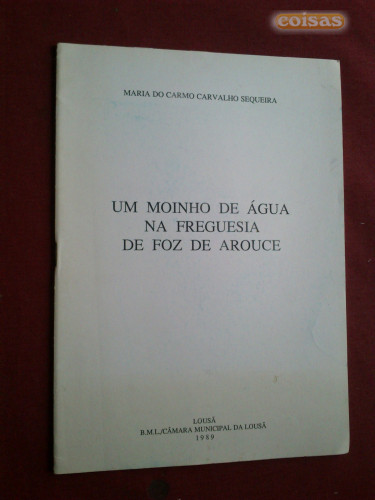 coisas
MARIA DO CARMO CARVALHO SEQUEIRA
UM MOINHO DE ÁGUA
NA FREGUESIA
DE FOZ DE AROUCE
LOUSÃ
B.M.L./CÂMARA MUNICIPAL DA LOUSÃ
1989